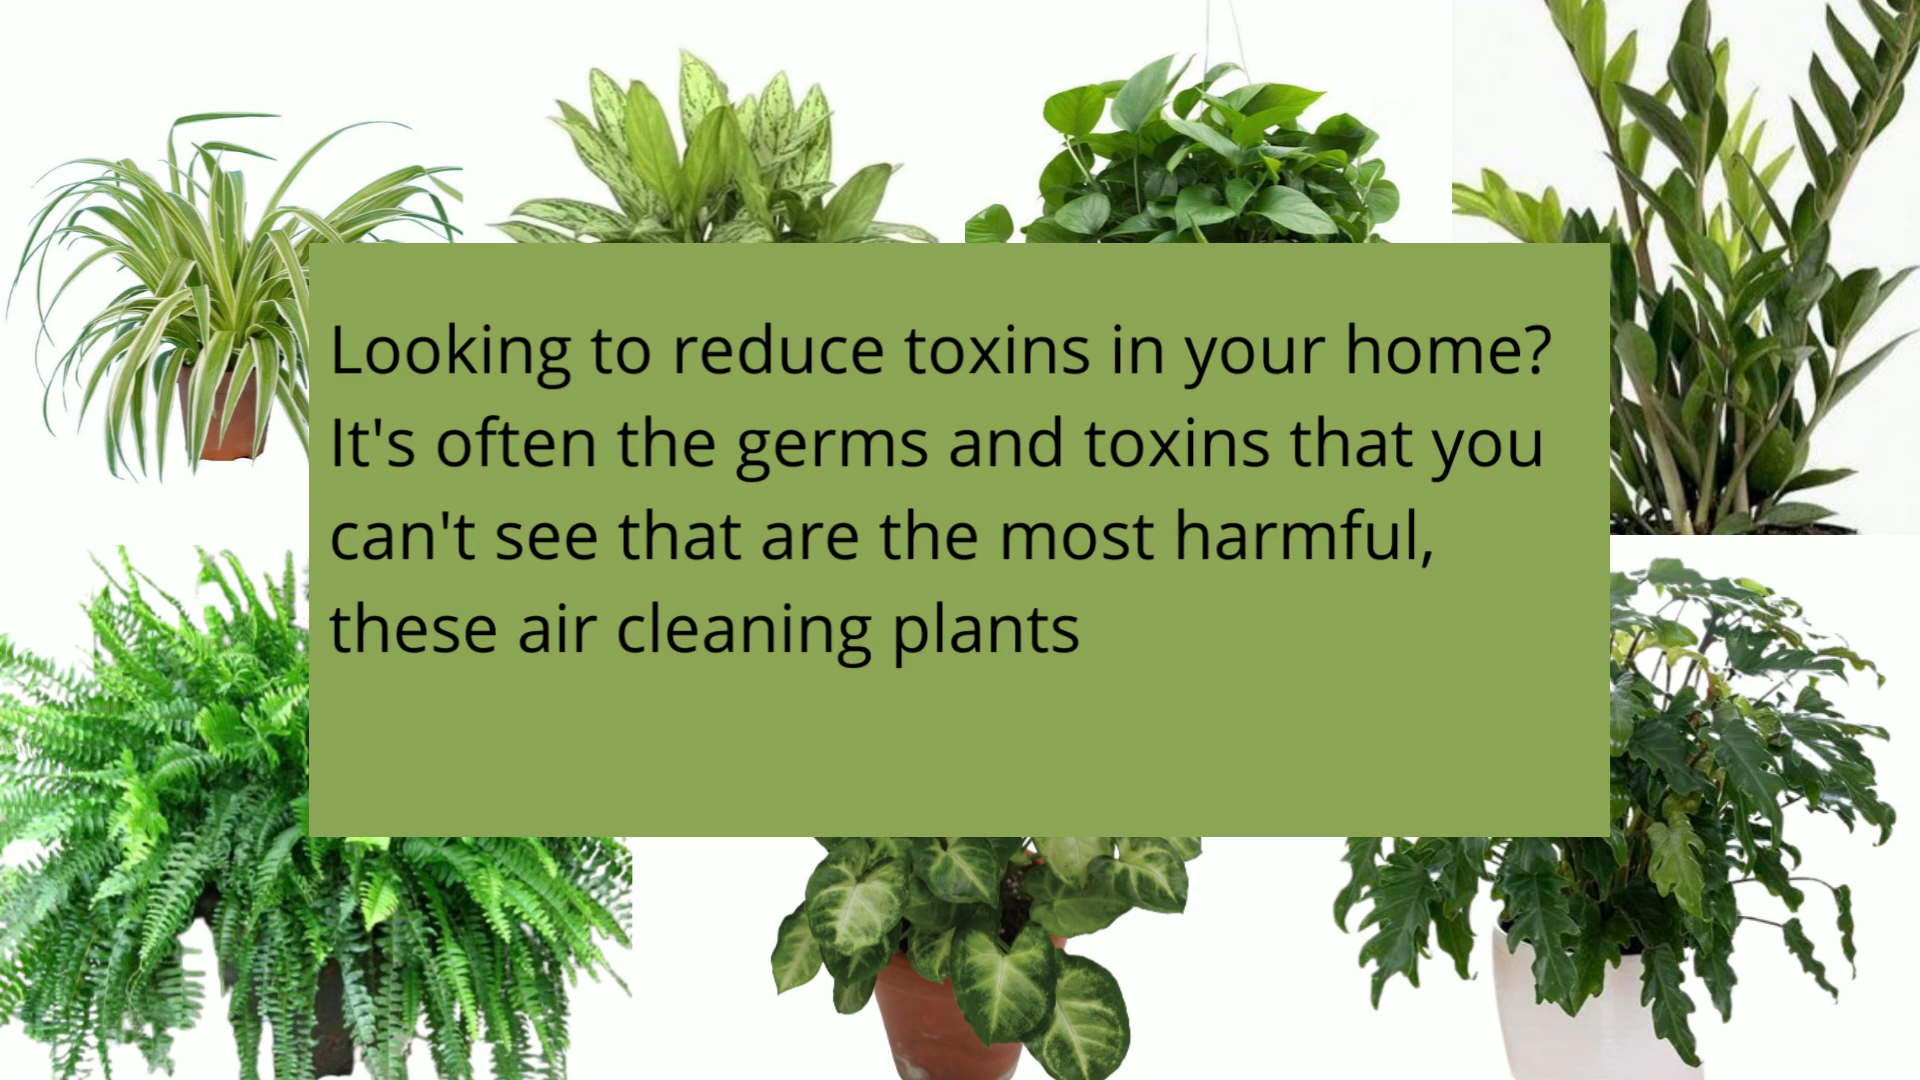 Looking to reduce toxins in your home?
It's often the germs and toxins that you
can't see that are the most harmful,
these air cleaning plants